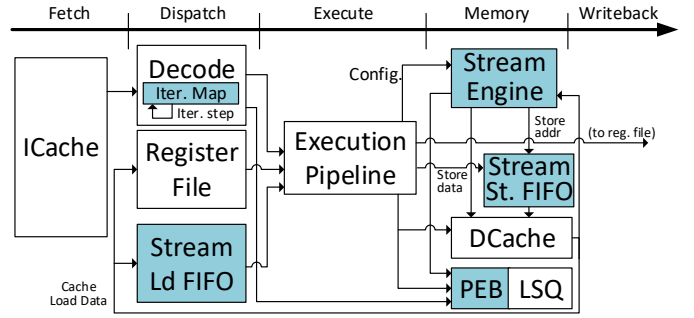 Fetch
Dispatch
Execute
Memory
Writeback
ICache
Decode
Iter. Map
Iter. step
Register
File
Stream
Ld FIFO
Cache
Load Data
Execution
Pipeline
Config.
Stream
Engine
Store
addr
(to reg. file)
Store
data
Stream
St. FIFO
DCache
PEB
LSQ